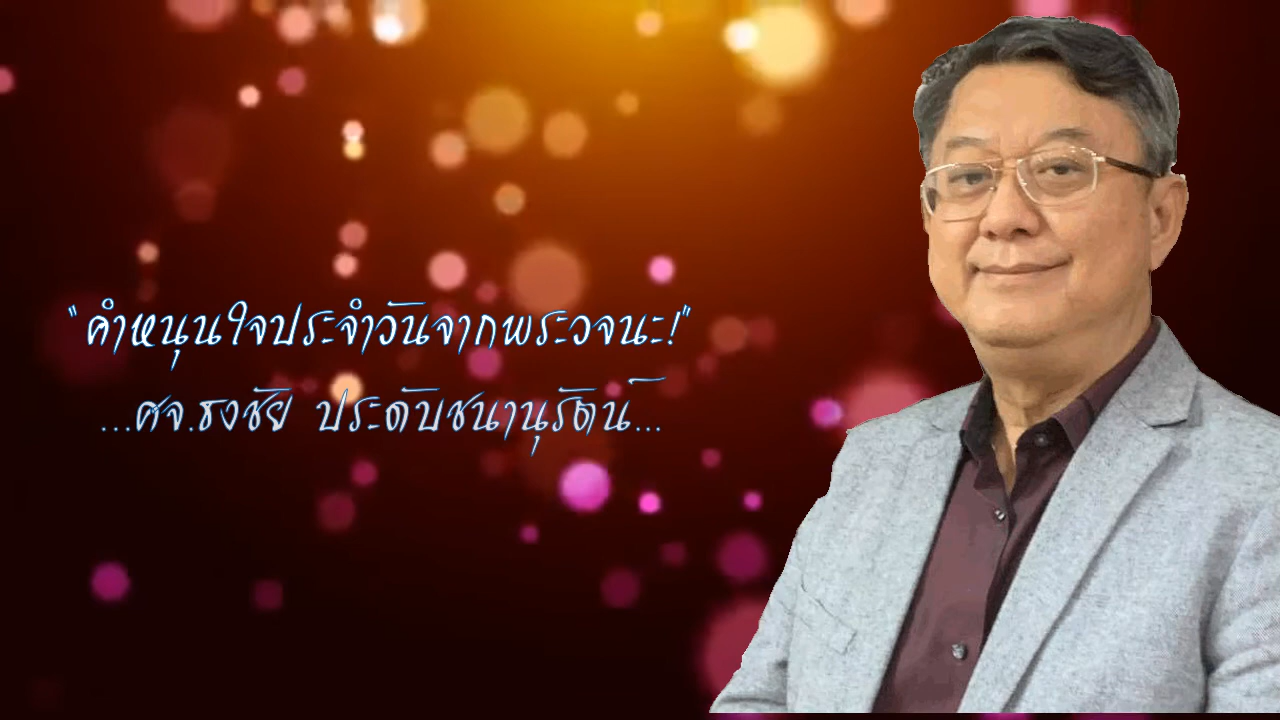 "คำหนุนใจประจำวันจากพระวจนะ!"
...ศจ.ธงชัย ประดับชนานุรัตน์...